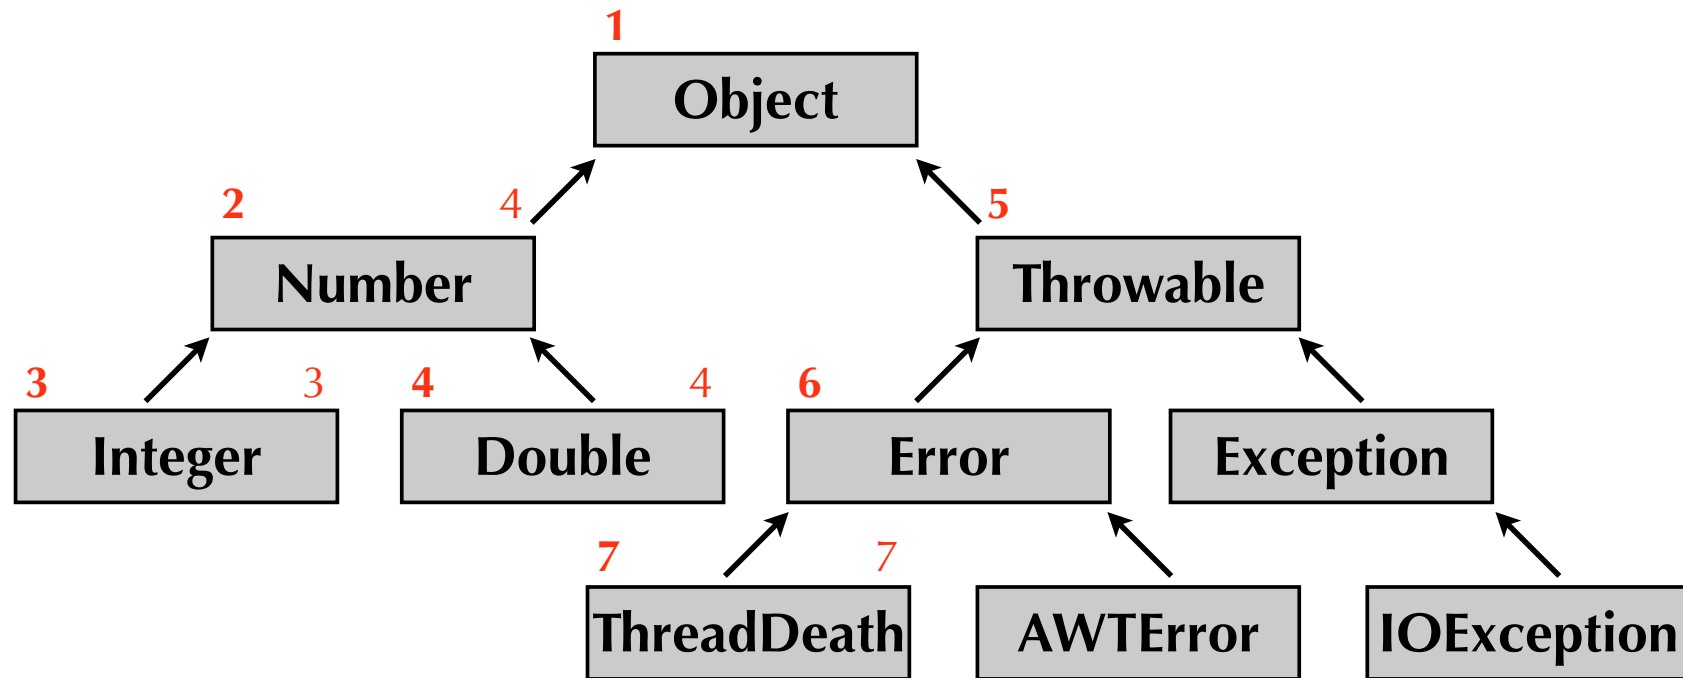 1
Object
2 4 5
Number Throwable
3 3 4 4 6
Integer Double Error Exception
7 7
ThreadDeath AWTError IOException